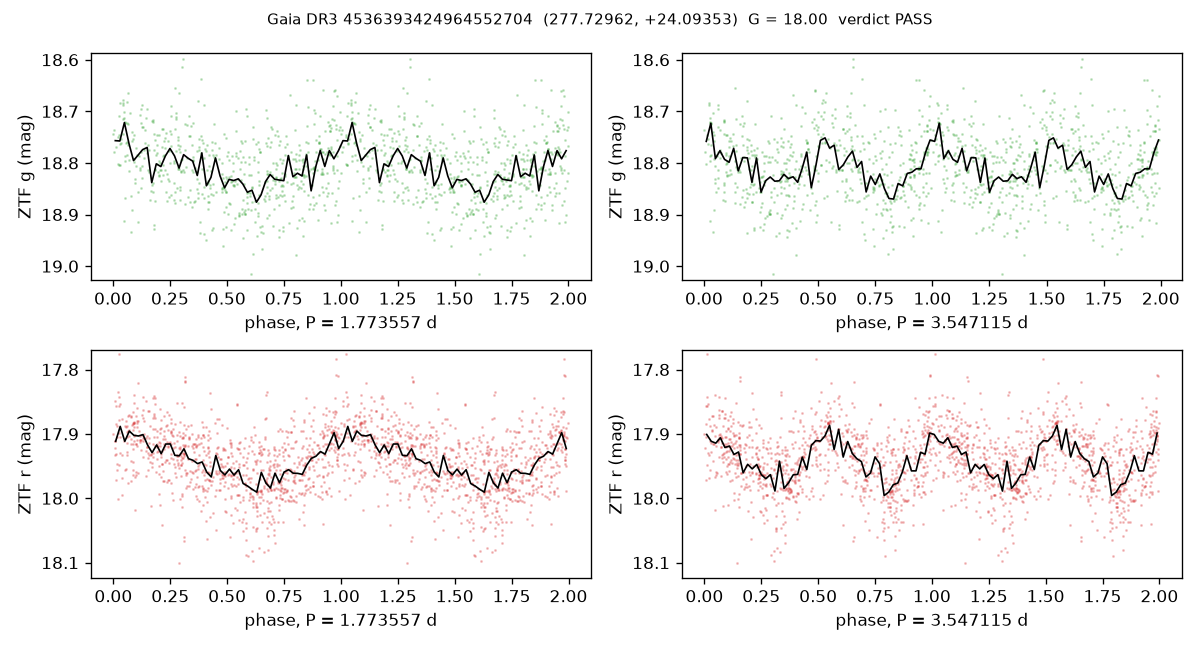 Gaia DR3 4536393424964552704 (277.72962, +24.09353) G = 18.00 verdict PASS
18.6
18.7
18.8
18.9
19.0
ZTF g (mag)
0.00 0.25 0.50 0.75 1.00 1.25 1.50 1.75 2.00
phase, P = 1.773557 d
18.6
18.7
18.8
18.9
19.0
ZTF g (mag)
0.00 0.25 0.50 0.75 1.00 1.25 1.50 1.75 2.00
phase, P = 3.547115 d
17.8
17.9
18.0
18.1
ZTF r (mag)
0.00 0.25 0.50 0.75 1.00 1.25 1.50 1.75 2.00
phase, P = 1.773557 d
17.8
17.9
18.0
18.1
ZTF r (mag)
0.00 0.25 0.50 0.75 1.00 1.25 1.50 1.75 2.00
phase, P = 3.547115 d